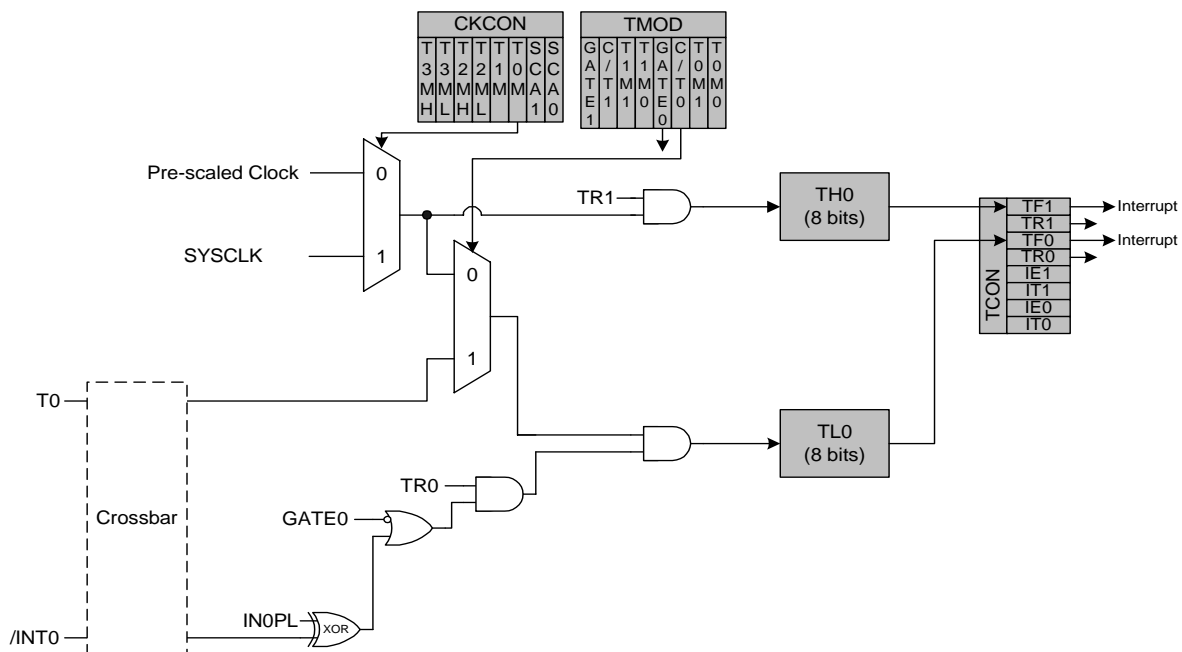 CKCON
TMOD
T3MH
T3ML
T2MH
T2ML
T1M
T0M
SCA1
SCA0
GATE1
C/T1
T1M1
T1M0
GATE0
C/T0
T0M1
T0M0
Pre-scaled Clock
0
SYSCLK
1
TR1
TH0
(8 bits)
TCON
TF1
TR1
TF0
TR0
IE1
IT1
IE0
IT0
Interrupt
Interrupt
0
1
T0
Crossbar
TL0
(8 bits)
TR0
GATE0
IN0PL
XOR
/INT0